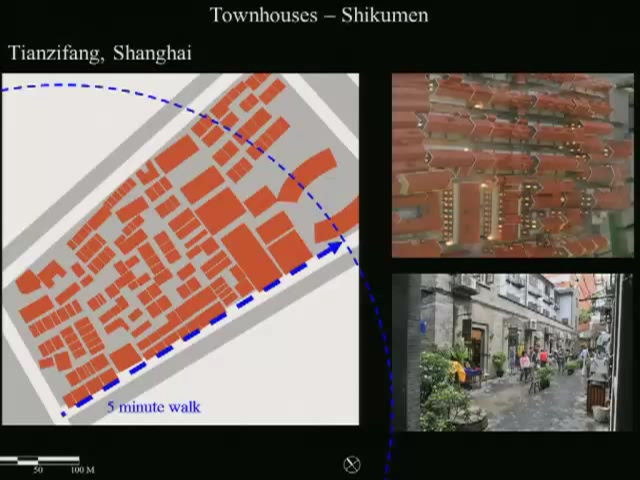 Townhouses – Shikumen
Tianzifang, Shanghai
5 minute walk
50 100 M